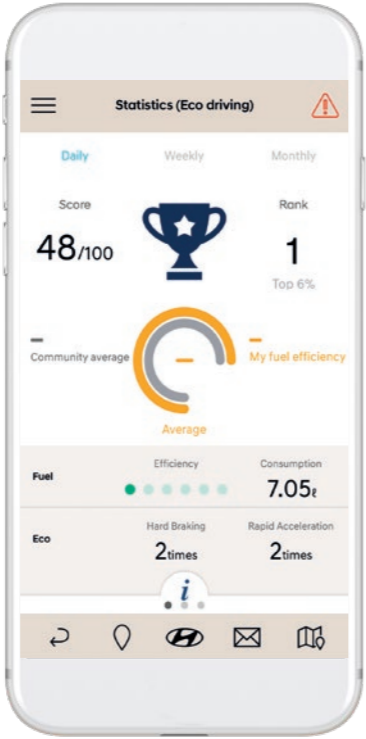 Statistics (Eco driving)
Daily Weekly Monthly
Score
48/100
Rank
1
Top 6%
Community average
My fuel efficiency
Average
Fuel
Efficiency
Consumption
7.05ℓ
Eco
Hard Braking
2times
Rapid Acceleration
2times
i